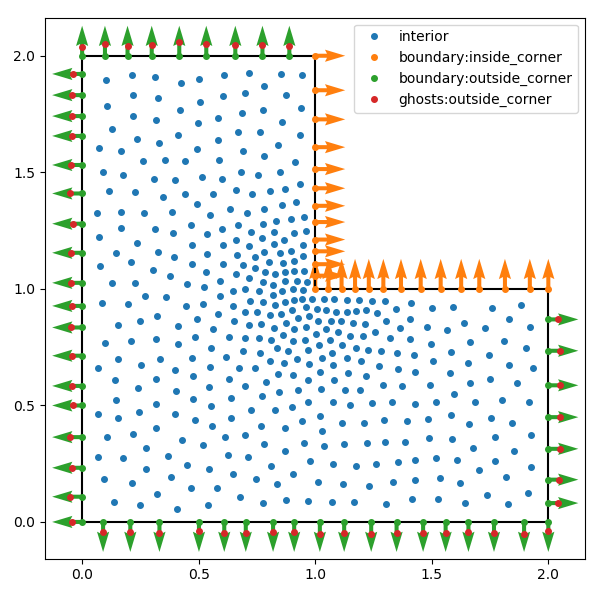 interior
boundary:inside_corner
boundary:outside_corner
ghosts:outside_corner
2.0
1.5
1.0
0.5
0.0
0.0 0.5 1.0 1.5 2.0